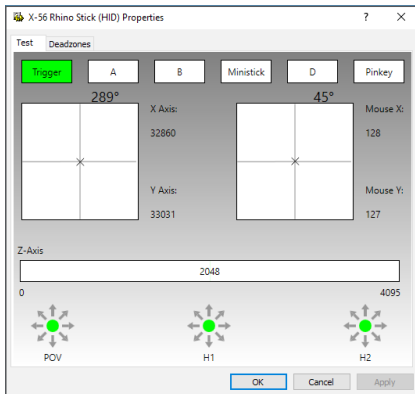 X-56 Rhino Stick (HID) Properties
Test Deadzones
Trigger A B Ministick D Pinkey
289° 45°
X Axis: Mouse X:
32860 128
Y Axis: Mouse Y:
33031 127
Z-Axis
2048
0 4095
POV H1 H2
OK Cancel Apply